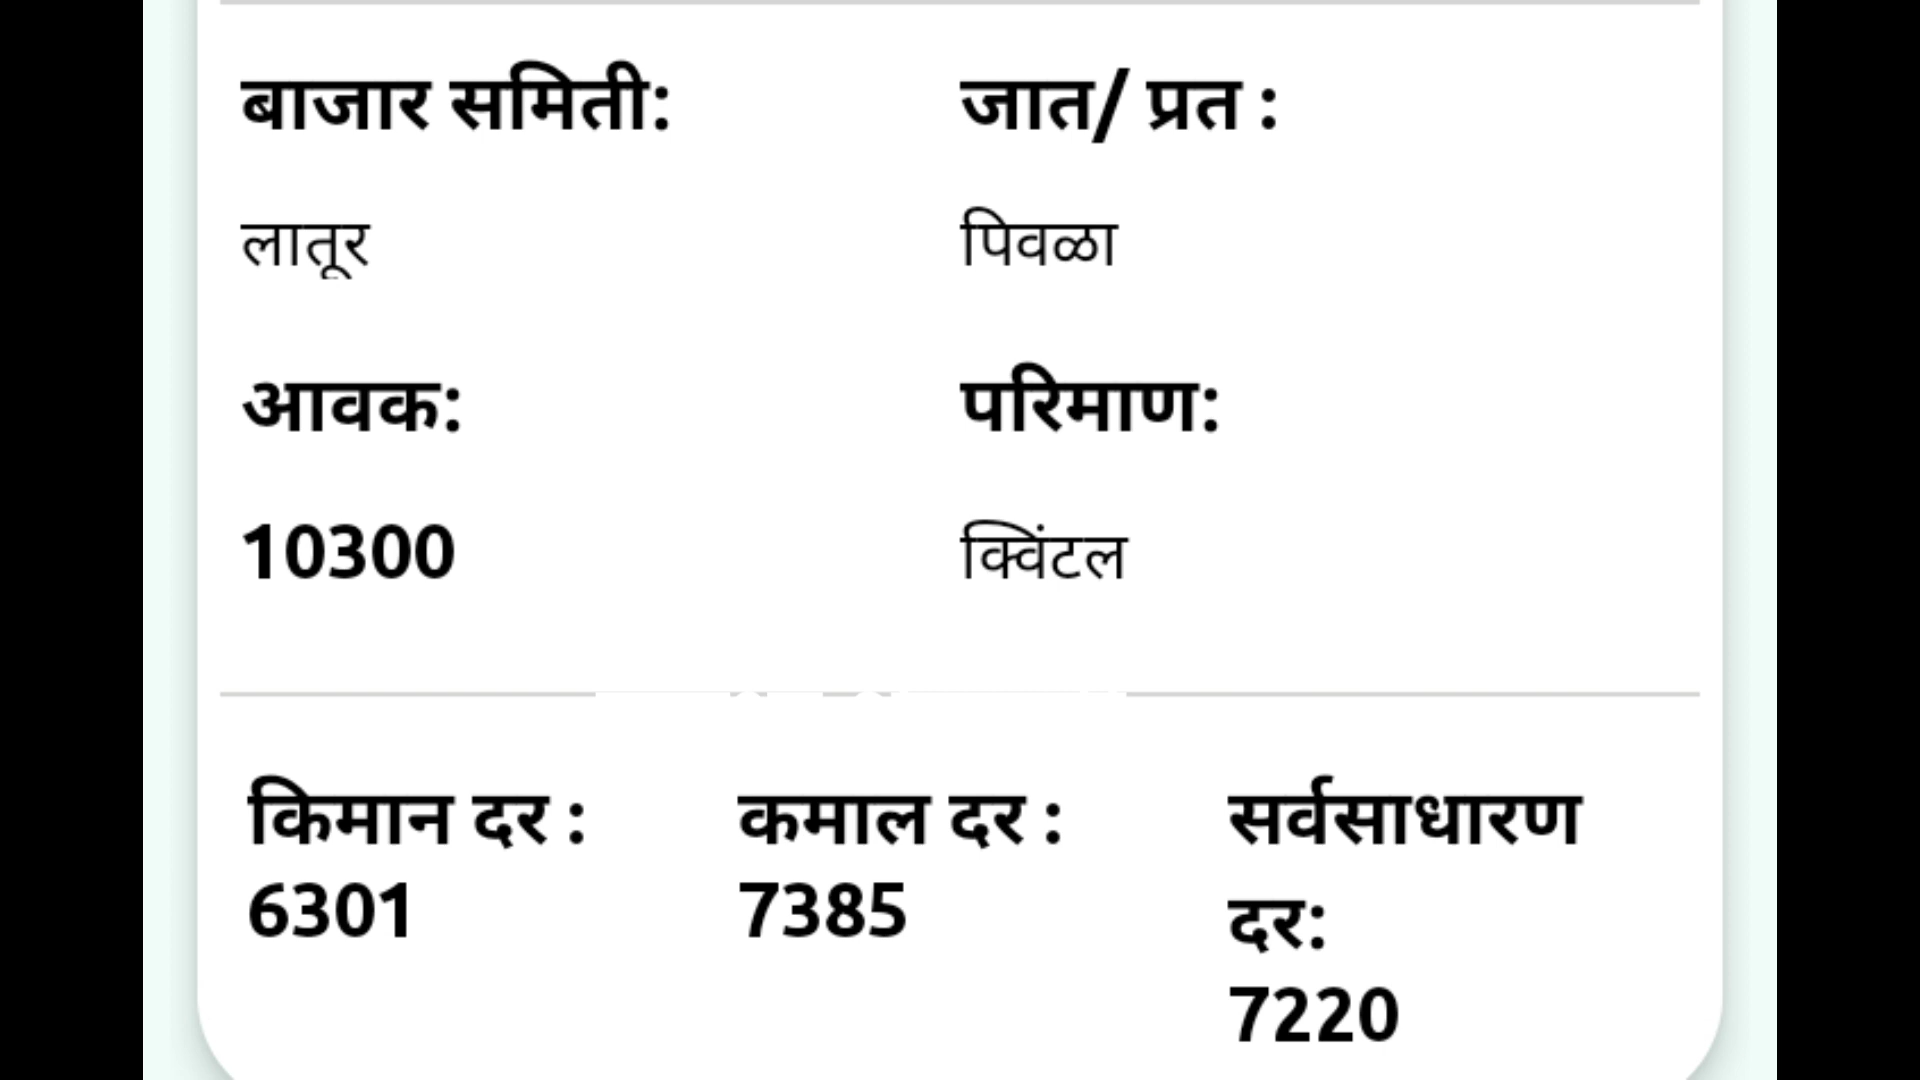 बाजार समिती: जात/ प्रत :
लातूर पिवळा
आवक: परिमाण:
10300 क्विंटल
किमान दर : कमाल दर : सर्वसाधारण
6301 7385 दर:
7220